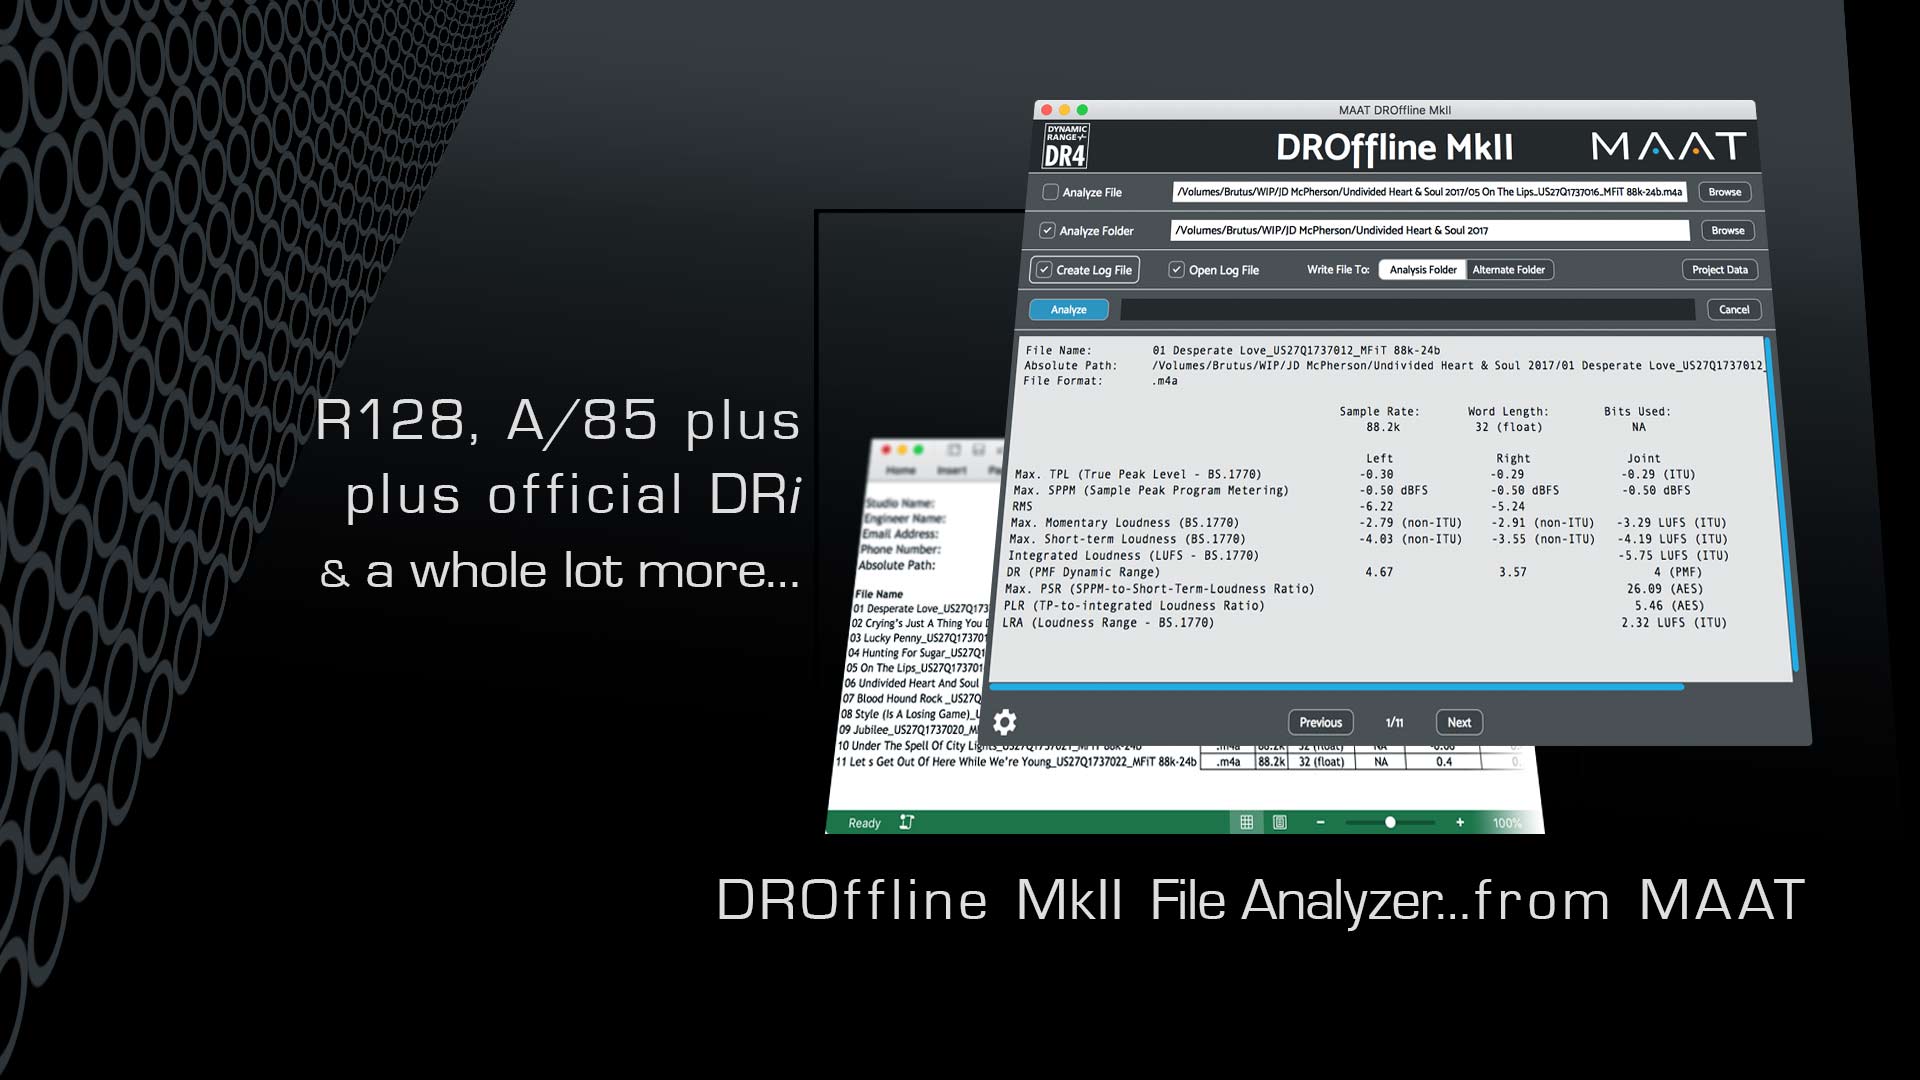 R128, A/85 plus
plus official DRi
& a whole lot more...
MAAT DROffline MkII
DYNAMIC
RANGE
DR4
DROffline MkII
MAAT
Analyze File
/Volumes/Brutus/WIP/JD McPherson/Undivided Heart & Soul 2017/05 On The Lips_US27Q1737016_MFiT 88k-24b.m4a
Browse
Analyze Folder
/Volumes/Brutus/WIP/JD McPherson/Undivided Heart & Soul 2017
Browse
Create Log File
Open Log File
Write File To:
Analysis Folder
Alternate Folder
Project Data
Analyze
Cancel
File Name: 01 Desperate Love_US27Q1737012_MFiT 88k-24b
Absolute Path: /Volumes/Brutus/WIP/JD McPherson/Undivided Heart & Soul 2017/01 Desperate Love_US27Q1737012_
File Format: .m4a
Sample Rate: Word Length: Bits Used:
88.2k 32 (float) NA
Left Right Joint
Max. TPL (True Peak Level - BS.1770) -0.30 -0.29 -0.29 (ITU)
Max. SPPM (Sample Peak Program Metering) -0.50 dBFS -0.50 dBFS -0.50 dBFS
RMS -6.22 -5.24
Max. Momentary Loudness (BS.1770) -2.79 (non-ITU) -2.91 (non-ITU) -3.29 LUFS (ITU)
Max. Short-term Loudness (BS.1770) -4.03 (non-ITU) -3.55 (non-ITU) -4.19 LUFS (ITU)
Integrated Loudness (LUFS - BS.1770) -5.75 LUFS (ITU)
DR (PMF Dynamic Range) 4.67 3.57 4 (PMF)
Max. PSR (SPPM-to-Short-Term-Loudness Ratio) 26.09 (AES)
PLR (TP-to-integrated Loudness Ratio) 5.46 (AES)
LRA (Loudness Range - BS.1770) 2.32 LUFS (ITU)
Previous
1/11
Next
Home Insert
Studio Name:
Engineer Name:
Email Address:
Phone Number:
Absolute Path:
File Name
01 Desperate Love_US27Q173
02 Crying's Just A Thing You
03 Lucky Penny_US27Q173701
04 Hunting For Sugar_US27Q1
05 On The Lips_US27Q173701
06 Undivided Heart And Soul
07 Blood Hound Rock _US27Q
08 Style (Is A Losing Game)_U
09 Jubilee_US27Q1737020_M
10 Under The Spell Of City Lights_US27Q1737021_MFiT 88k-24b .m4a 88.2k 32 (float) NA -0.06
11 Let s Get Out Of Here While We're Young_US27Q1737022_MFiT 88k-24b .m4a 88.2k 32 (float) NA 0.4 0.
Ready
100%
DROffline MkII File Analyzer...from MAAT